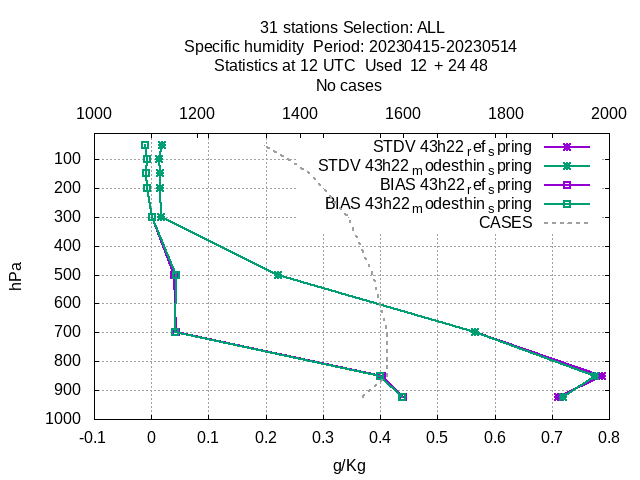 31 stations Selection: ALL
Specific humidity  Period: 20230415-20230514
Statistics at 12 UTC  Used  12  + 24 48
No cases
1000 1200 1400 1600 1800 2000
STDV 43h22_ref_spring
STDV 43h22_modesthin_spring
BIAS 43h22_ref_spring
BIAS 43h22_modesthin_spring
CASES
hPa
100
200
300
400
500
600
700
800
900
1000
-0.1 0 0.1 0.2 0.3 0.4 0.5 0.6 0.7 0.8
g/Kg